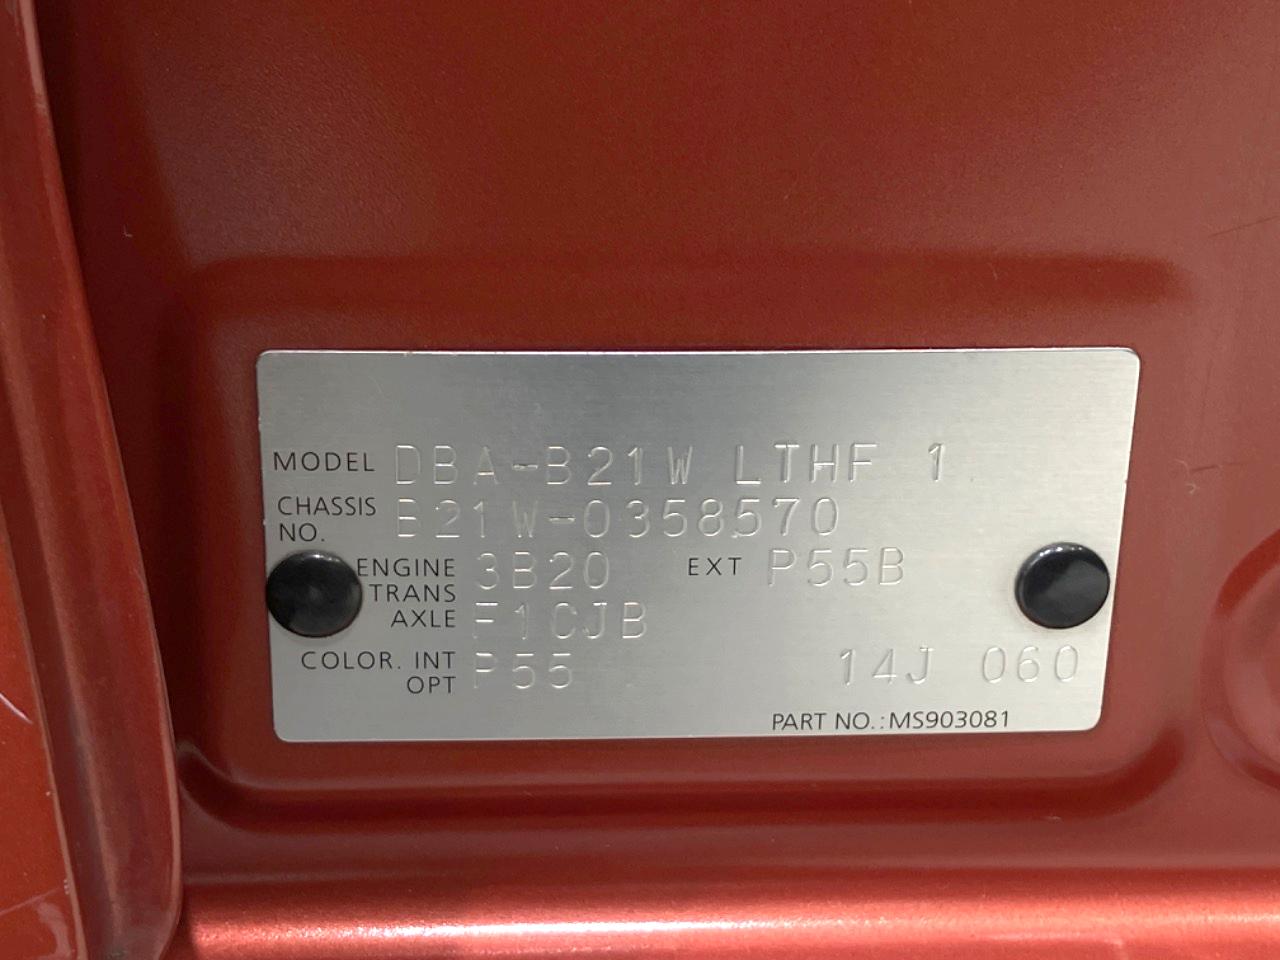 MODEL DBA-B21W LTHF 1
CHASSIS NO. B21W-0358570
ENGINE 3B20 EXT P55B
TRANS AXLE F1CJB
COLOR. INT OPT P55 14J 060
PART NO.: MS903081